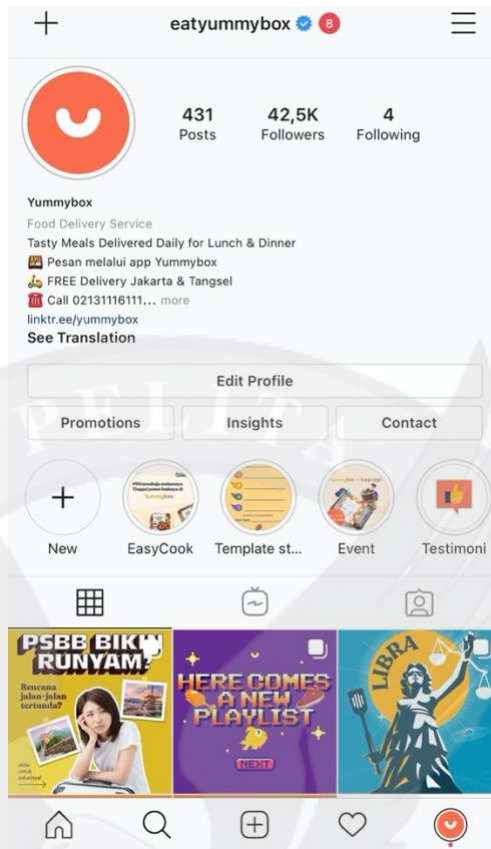 eatyummybox 8
431 42,5K 4
Posts Followers Following
Yummybox
Food Delivery Service
Tasty Meals Delivered Daily for Lunch & Dinner
Pesan melalui app Yummybox
FREE Delivery Jakarta & Tangsel
Call 02131116111... more
linktr.ee/yummybox
See Translation
Edit Profile
Promotions Insights Contact
New EasyCook Template st... Event Testimoni
PSBB BIKIN
RUNYAM?
Rencana
jalan-jalan
tertunda?
slide
untuk
HERE COMES
A NEW
PLAYLIST
NEXT
LIBRA
PELITA